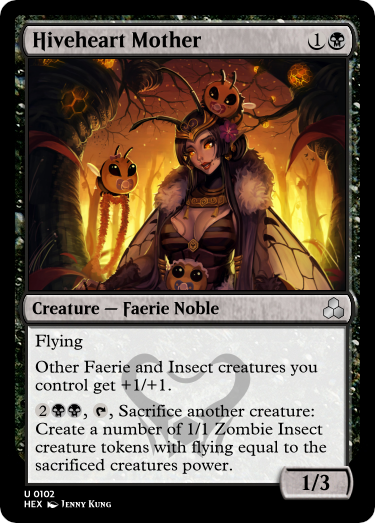 Hiveheart Mother 1
Creature — Faerie Noble
Flying
Other Faerie and Insect creatures you
control get +1/+1.
2, , Sacrifice another creature:
Create a number of 1/1 Zombie Insect
creature tokens with flying equal to the
sacrificed creatures power.
1/3
U 0102
HEX Jenny Kung